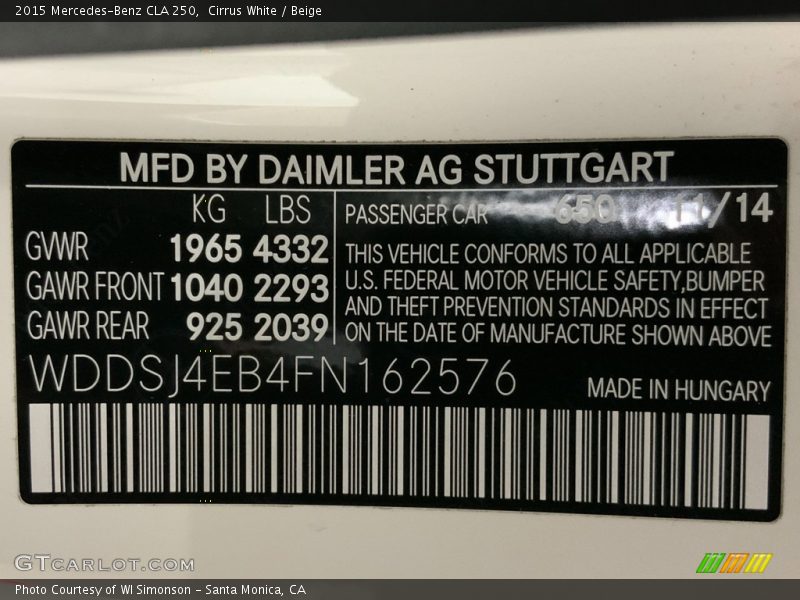 2015 Mercedes-Benz CLA 250,  Cirrus White / Beige
MFD BY DAIMLER AG STUTTGART
KG LBS
GVWR 1965 4332
GAWR FRONT 1040 2293
GAWR REAR 925 2039
PASSENGER CAR 650 11/14
THIS VEHICLE CONFORMS TO ALL APPLICABLE
U.S. FEDERAL MOTOR VEHICLE SAFETY,BUMPER
AND THEFT PREVENTION STANDARDS IN EFFECT
ON THE DATE OF MANUFACTURE SHOWN ABOVE
WDDSJ4EB4FN162576
MADE IN HUNGARY
GTCARLOT.COM
Photo Courtesy of WI Simonson - Santa Monica, CA